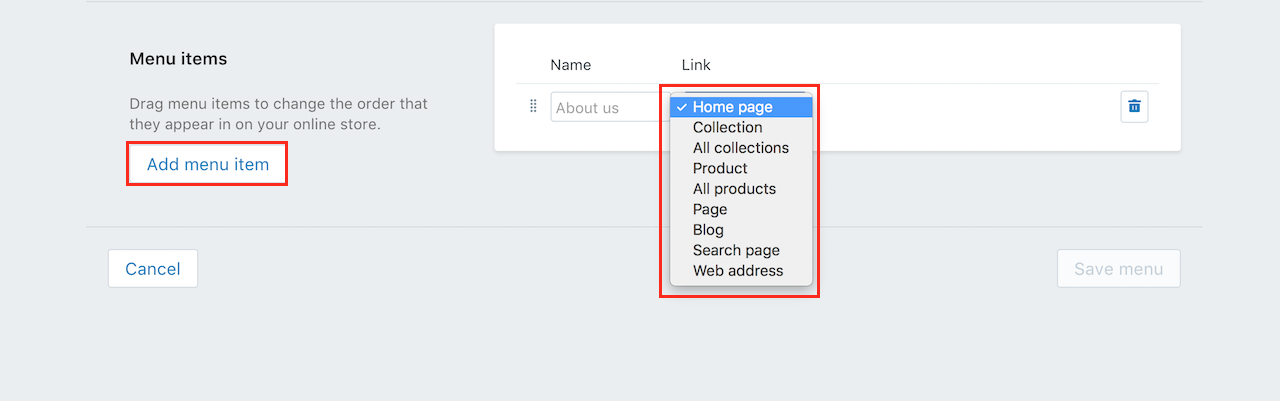 Menu items
Drag menu items to change the order that
they appear in on your online store.
Add menu item
Name Link
About us
Home page
Collection
All collections
Product
All products
Page
Blog
Search page
Web address
Cancel
Save menu